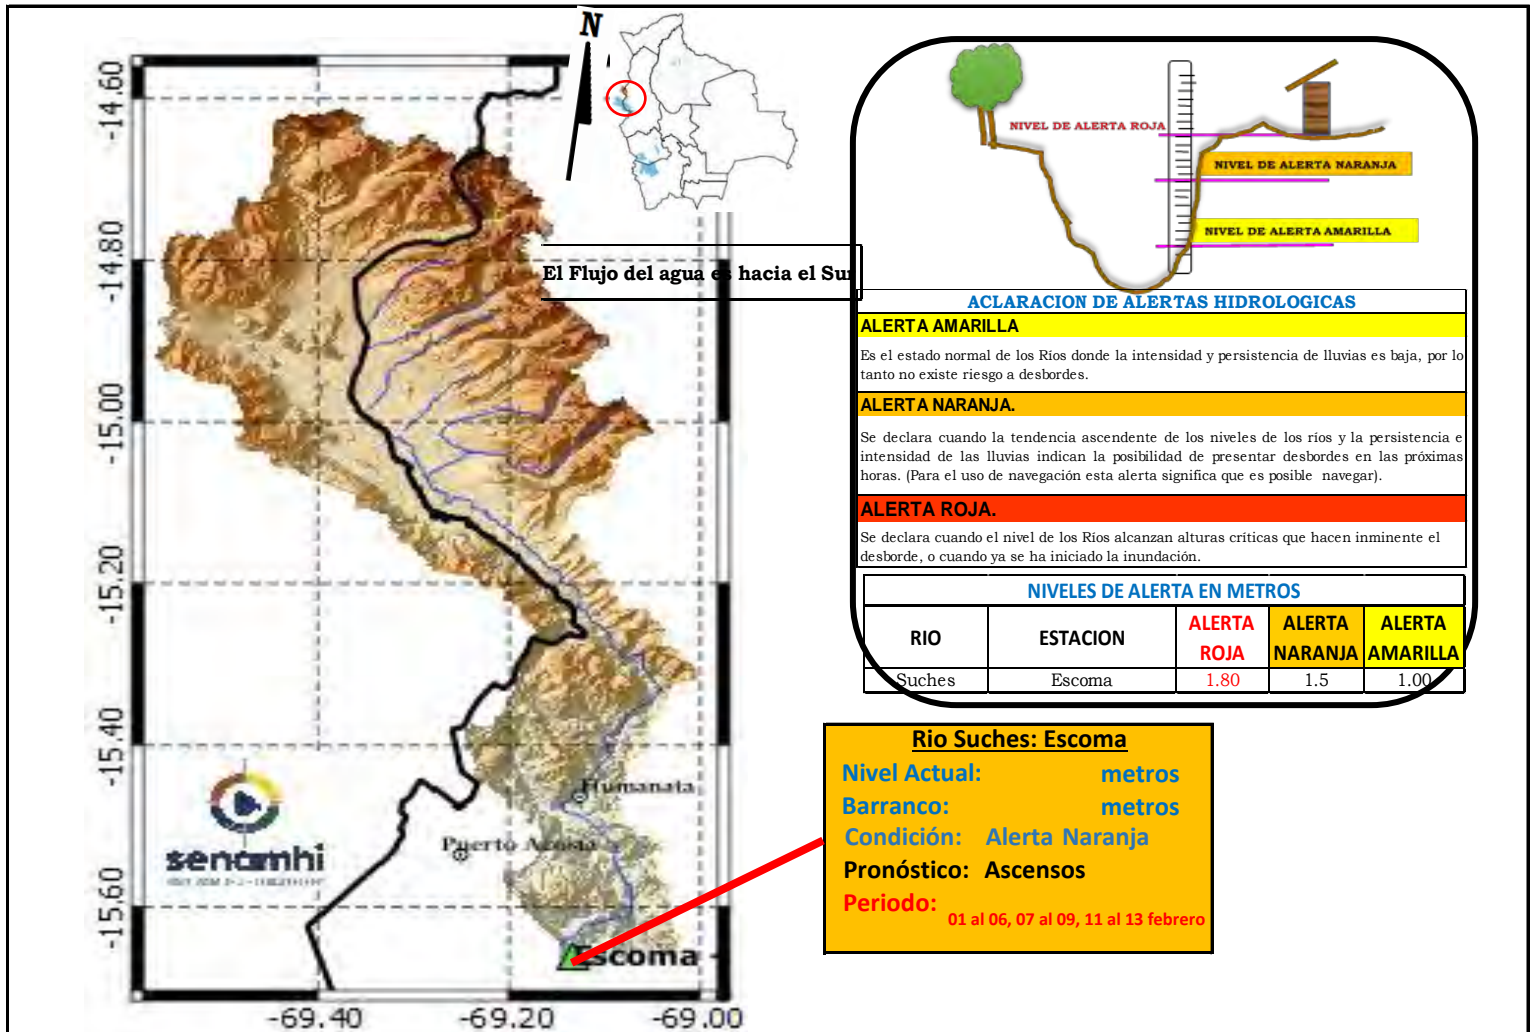 N
-14.60
-14.80
-15.00
-15.20
-15.40
-15.60
-69.40
-69.20
-69.00
El Flujo del agua es hacia el Sur
Humanata
Puerto Acosta
Escoma
senamhi
NIVEL DE ALERTA ROJA
NIVEL DE ALERTA NARANJA
NIVEL DE ALERTA AMARILLA
ACLARACION DE ALERTAS HIDROLOGICAS
ALERTA AMARILLA
Es el estado normal de los Ríos donde la intensidad y persistencia de lluvias es baja, por lo
tanto no existe riesgo a desbordes.
ALERTA NARANJA.
Se declara cuando la tendencia ascendente de los niveles de los ríos y la persistencia e
intensidad de las lluvias indican la posibilidad de presentar desbordes en las próximas
horas. (Para el uso de navegación esta alerta significa que es posible navegar).
ALERTA ROJA.
Se declara cuando el nivel de los Ríos alcanzan alturas críticas que hacen inminente el
desborde, o cuando ya se ha iniciado la inundación.
NIVELES DE ALERTA EN METROS
RIO ESTACION ALERTA ROJA ALERTA NARANJA ALERTA AMARILLA
Suches Escoma 1.80 1.5 1.00
Rio Suches: Escoma
Nivel Actual: metros
Barranco: metros
Condición: Alerta Naranja
Pronóstico: Ascensos
Periodo:
01 al 06, 07 al 09, 11 al 13 febrero